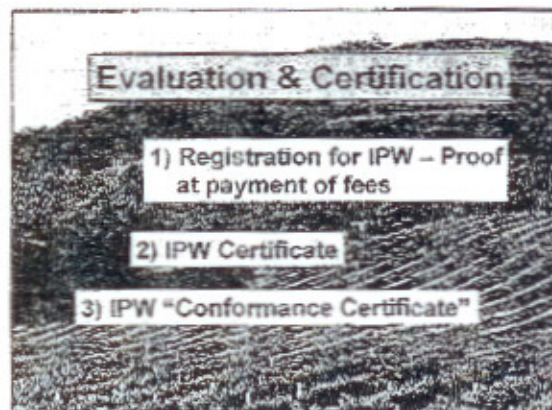 Evaluation & Certification
1) Registration for IPW – Proof
at payment of fees
2) IPW Certificate
3) IPW "Conformance Certificate"